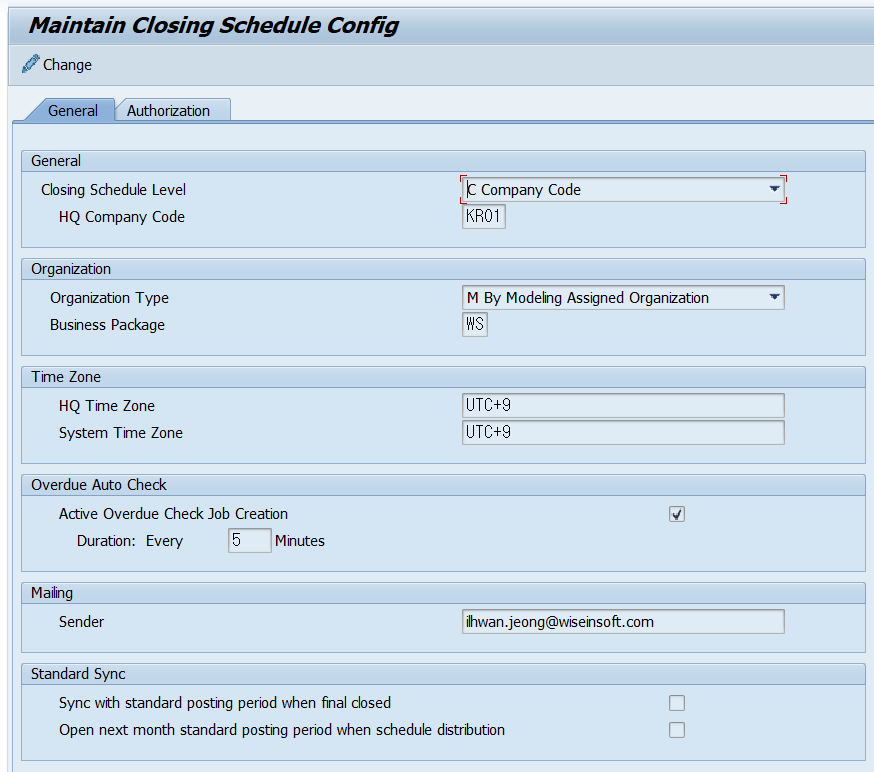 Maintain Closing Schedule Config
Change
General Authorization
General
Closing Schedule Level C Company Code
HQ Company Code KR01
Organization
Organization Type M By Modeling Assigned Organization
Business Package WS
Time Zone
HQ Time Zone UTC+9
System Time Zone UTC+9
Overdue Auto Check
Active Overdue Check Job Creation
Duration: Every 5 Minutes
Mailing
Sender ilhwan.jeong@wiseinsoft.com
Standard Sync
Sync with standard posting period when final closed
Open next month standard posting period when schedule distribution